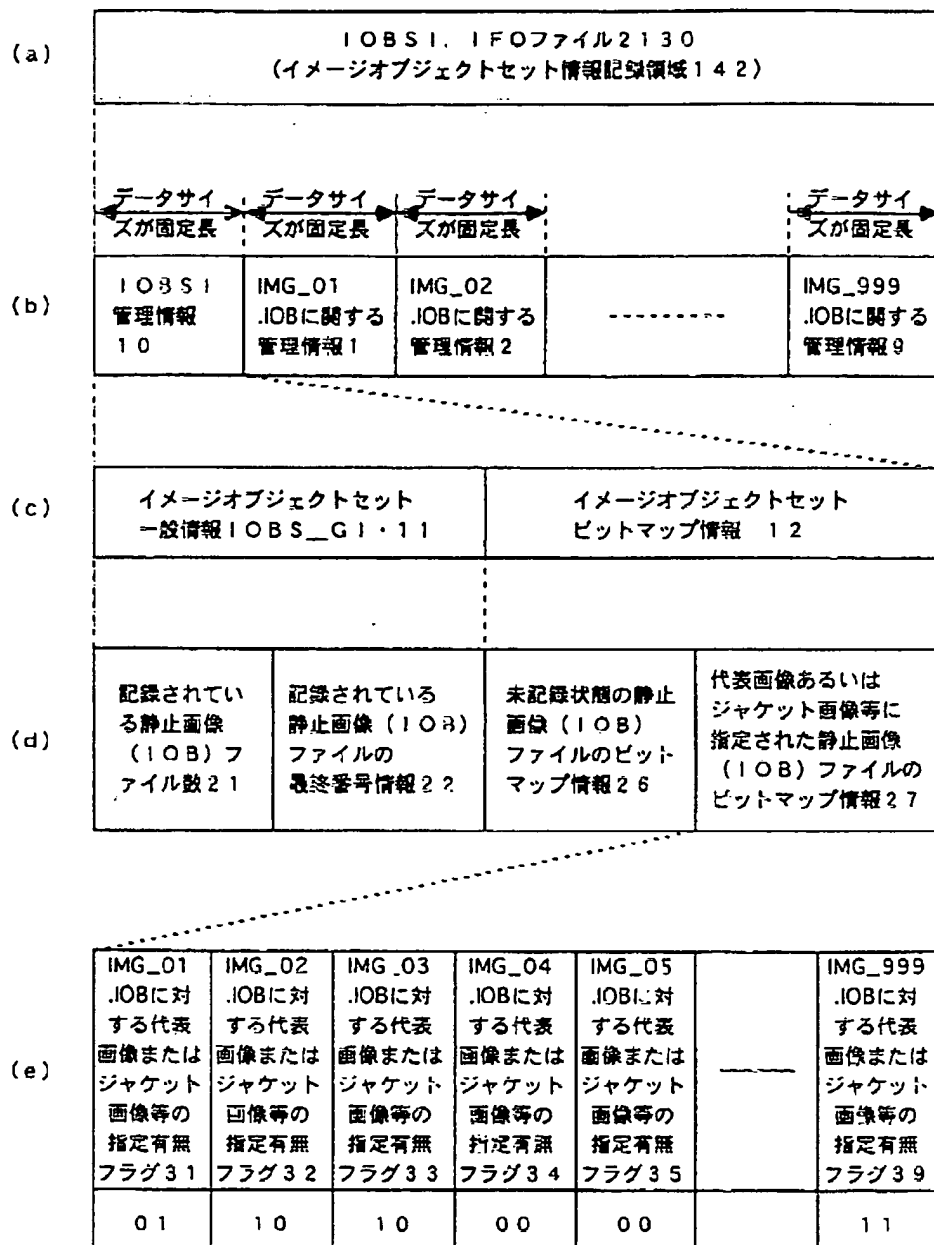 (a)
IOBSI. IFOファイル2130
(イメージオブジェクトセット情報記録領域142)
データサイ
ズが固定長
データサイ
ズが固定長
データサイ
ズが固定長
データサイ
ズが固定長
(b)
IOBSI
管理情報
10
IMG_01
.IOBに関する
管理情報1
IMG_02
.IOBに関する
管理情報2
IMG_999
.IOBに関する
管理情報9
(c)
イメージオブジェクトセット
一般情報IOBS_GI・11
イメージオブジェクトセット
ビットマップ情報 12
(d)
記録されてい
る静止画像
(IOB)フ
ァイル数21
記録されている
静止画像(IOB)
ファイルの
最終番号情報22
未記録状態の静止
画像(IOB)
ファイルのビット
マップ情報26
代表画像あるいは
ジャケット画像等に
指定された静止画像
(IOB)ファイルの
ビットマップ情報27
(e)
IMG_01
.IOBに対
する代表
画像または
ジャケット
画像等の
指定有無
フラグ31
01
IMG_02
.IOBに対
する代表
画像または
ジャケット
画像等の
指定有無
フラグ32
10
IMG_03
.IOBに対
する代表
画像または
ジャケット
画像等の
指定有無
フラグ33
10
IMG_04
.IOBに対
する代表
画像または
ジャケット
画像等の
指定有無
フラグ34
00
IMG_05
.IOBに対
する代表
画像または
ジャケット
画像等の
指定有無
フラグ35
00
IMG_999
.IOBに対
する代表
画像または
ジャケット
画像等の
指定有無
フラグ39
11